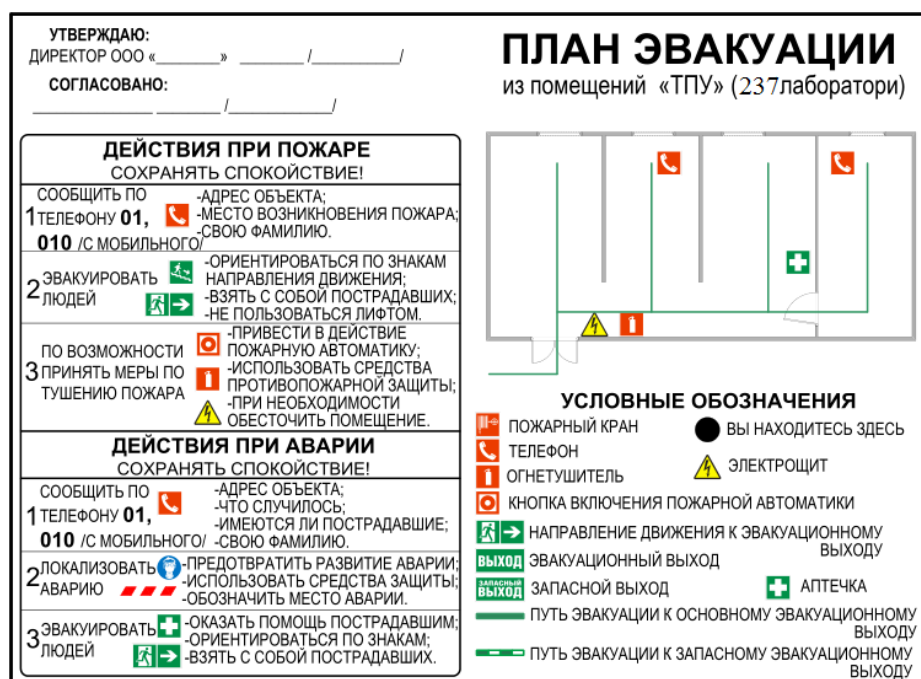 УТВЕРЖДАЮ:
ДИРЕКТОР ООО «________» ________ /___________/
СОГЛАСОВАНО:
_______________ ________ /_____________/
ПЛАН ЭВАКУАЦИИ
из помещений «ТПУ» (237лаборатори)
ДЕЙСТВИЯ ПРИ ПОЖАРЕ
СОХРАНЯТЬ СПОКОЙСТВИЕ!
1 СООБЩИТЬ ПО
ТЕЛЕФОНУ 01,
010 /С МОБИЛЬНОГО/
-АДРЕС ОБЪЕКТА;
-МЕСТО ВОЗНИКНОВЕНИЯ ПОЖАРА;
-СВОЮ ФАМИЛИЮ.
2 ЭВАКУИРОВАТЬ
ЛЮДЕЙ
-ОРИЕНТИРОВАТЬСЯ ПО ЗНАКАМ
НАПРАВЛЕНИЯ ДВИЖЕНИЯ;
-ВЗЯТЬ С СОБОЙ ПОСТРАДАВШИХ;
-НЕ ПОЛЬЗОВАТЬСЯ ЛИФТОМ.
3 ПО ВОЗМОЖНОСТИ
ПРИНЯТЬ МЕРЫ ПО
ТУШЕНИЮ ПОЖАРА
-ПРИВЕСТИ В ДЕЙСТВИЕ
ПОЖАРНУЮ АВТОМАТИКУ;
-ИСПОЛЬЗОВАТЬ СРЕДСТВА
ПРОТИВОПОЖАРНОЙ ЗАЩИТЫ;
-ПРИ НЕОБХОДИМОСТИ
ОБЕСТОЧИТЬ ПОМЕЩЕНИЕ.
ДЕЙСТВИЯ ПРИ АВАРИИ
СОХРАНЯТЬ СПОКОЙСТВИЕ!
1 СООБЩИТЬ ПО
ТЕЛЕФОНУ 01,
010 /С МОБИЛЬНОГО/
-АДРЕС ОБЪЕКТА;
-ЧТО СЛУЧИЛОСЬ;
-ИМЕЮТСЯ ЛИ ПОСТРАДАВШИЕ;
-СВОЮ ФАМИЛИЮ.
2 ЛОКАЛИЗОВАТЬ
АВАРИЮ
-ПРЕДОТВРАТИТЬ РАЗВИТИЕ АВАРИИ;
-ИСПОЛЬЗОВАТЬ СРЕДСТВА ЗАЩИТЫ;
-ОБОЗНАЧИТЬ МЕСТО АВАРИИ.
3 ЭВАКУИРОВАТЬ
ЛЮДЕЙ
-ОКАЗАТЬ ПОМОЩЬ ПОСТРАДАВШИМ;
-ОРИЕНТИРОВАТЬСЯ ПО ЗНАКАМ;
-ВЗЯТЬ С СОБОЙ ПОСТРАДАВШИХ.
УСЛОВНЫЕ ОБОЗНАЧЕНИЯ
ПОЖАРНЫЙ КРАН
ВЫ НАХОДИТЕСЬ ЗДЕСЬ
ТЕЛЕФОН
ЭЛЕКТРОЩИТ
ОГНЕТУШИТЕЛЬ
КНОПКА ВКЛЮЧЕНИЯ ПОЖАРНОЙ АВТОМАТИКИ
НАПРАВЛЕНИЕ ДВИЖЕНИЯ К ЭВАКУАЦИОННОМУ
ВЫХОДУ
ВЫХОД ЭВАКУАЦИОННЫЙ ВЫХОД
ЗАПАСНЫЙ
ВЫХОД
ЗАПАСНОЙ ВЫХОД
АПТЕЧКА
ПУТЬ ЭВАКУАЦИИ К ОСНОВНОМУ ЭВАКУАЦИОННОМУ
ВЫХОДУ
ПУТЬ ЭВАКУАЦИИ К ЗАПАСНОМУ ЭВАКУАЦИОННОМУ
ВЫХОДУ